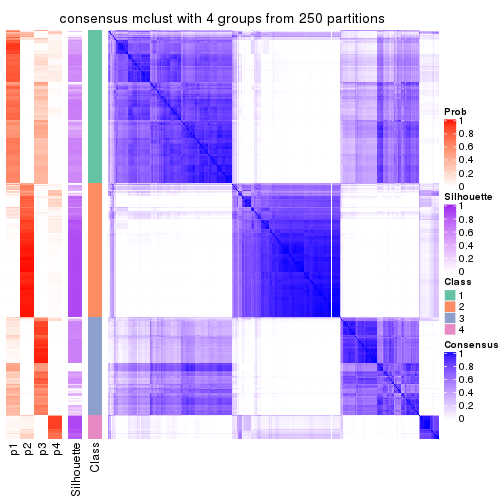 consensus mclust with 4 groups from 250 partitions
Prob
1
0.8
0.6
0.4
0.2
0
Silhouette
1
0.8
0.6
0.4
0.2
0
Class
1
2
3
4
Consensus
1
0.8
0.6
0.4
0.2
0
p1
p2
p3
p4
Silhouette
Class